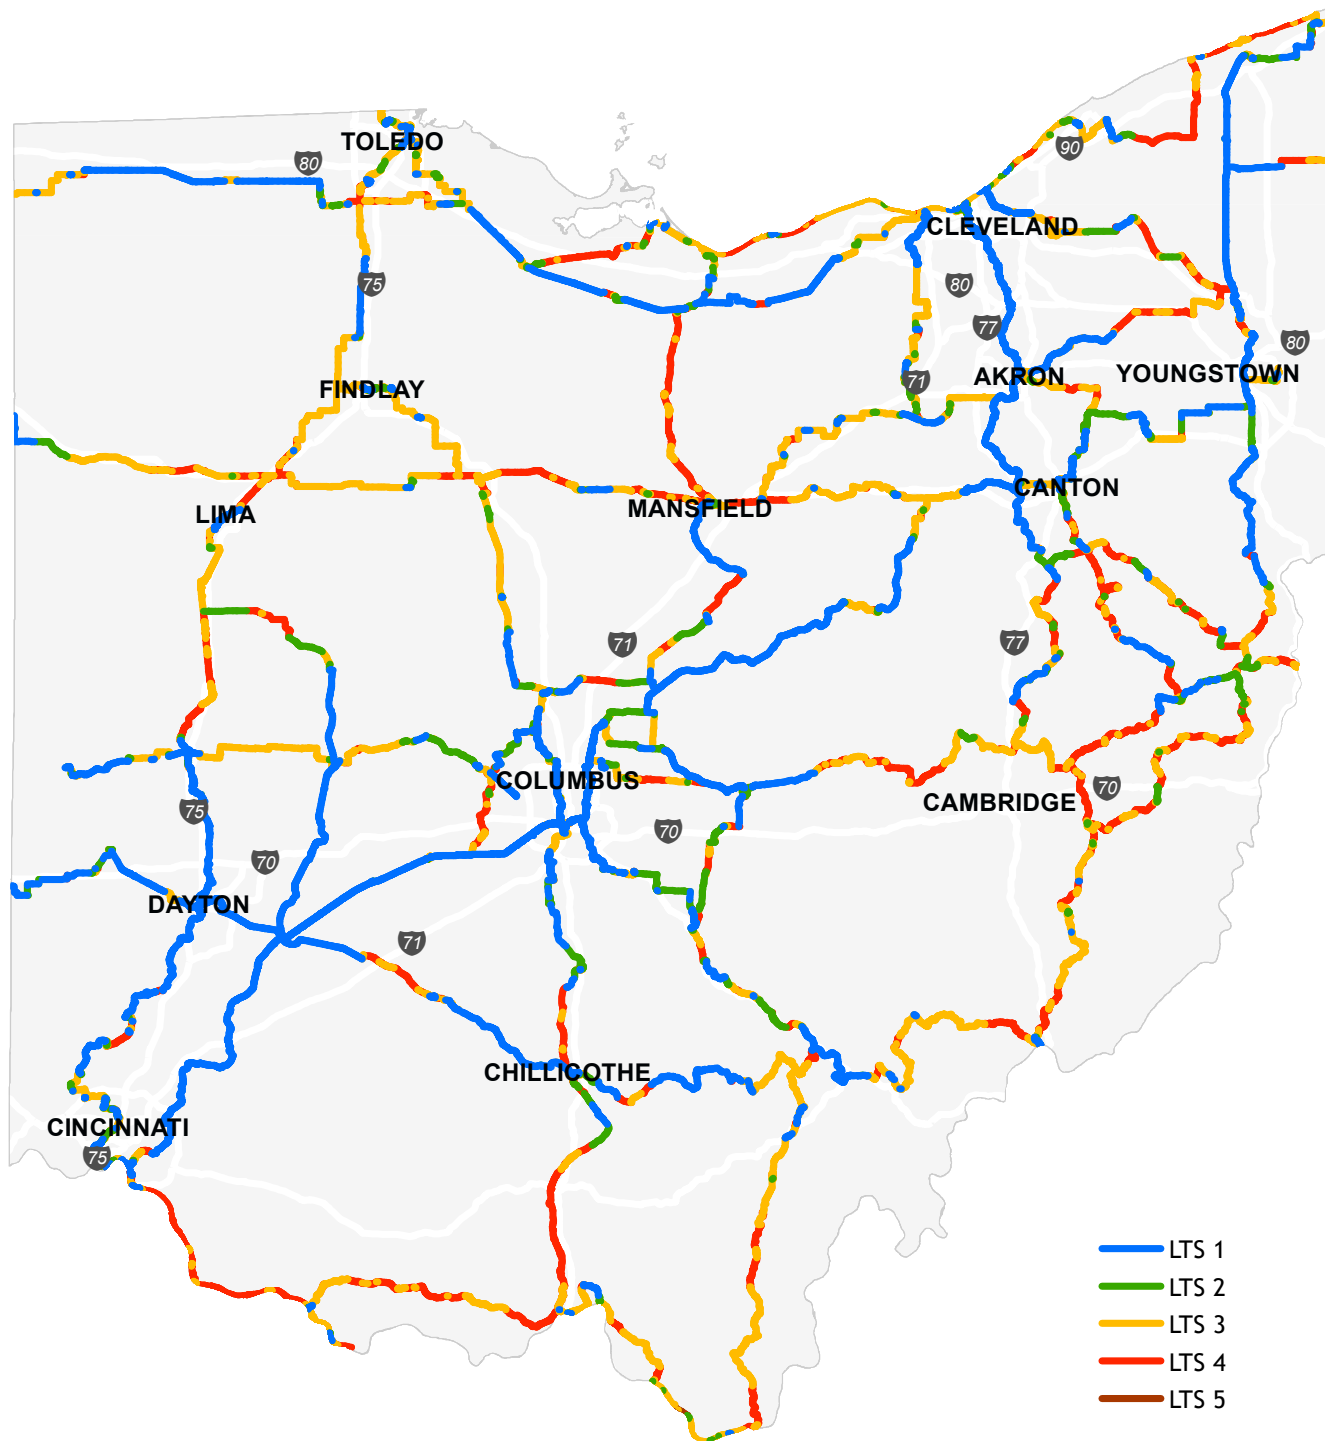 TOLEDO
80
90
CLEVELAND
75
80
77
80
FINDLAY
71
AKRON
YOUNGSTOWN
LIMA
MANSFIELD
CANTON
71
77
COLUMBUS
75
70
CAMBRIDGE
70
70
DAYTON
71
CHILLICOTHE
CINCINNATI
75
LTS 1
LTS 2
LTS 3
LTS 4
LTS 5